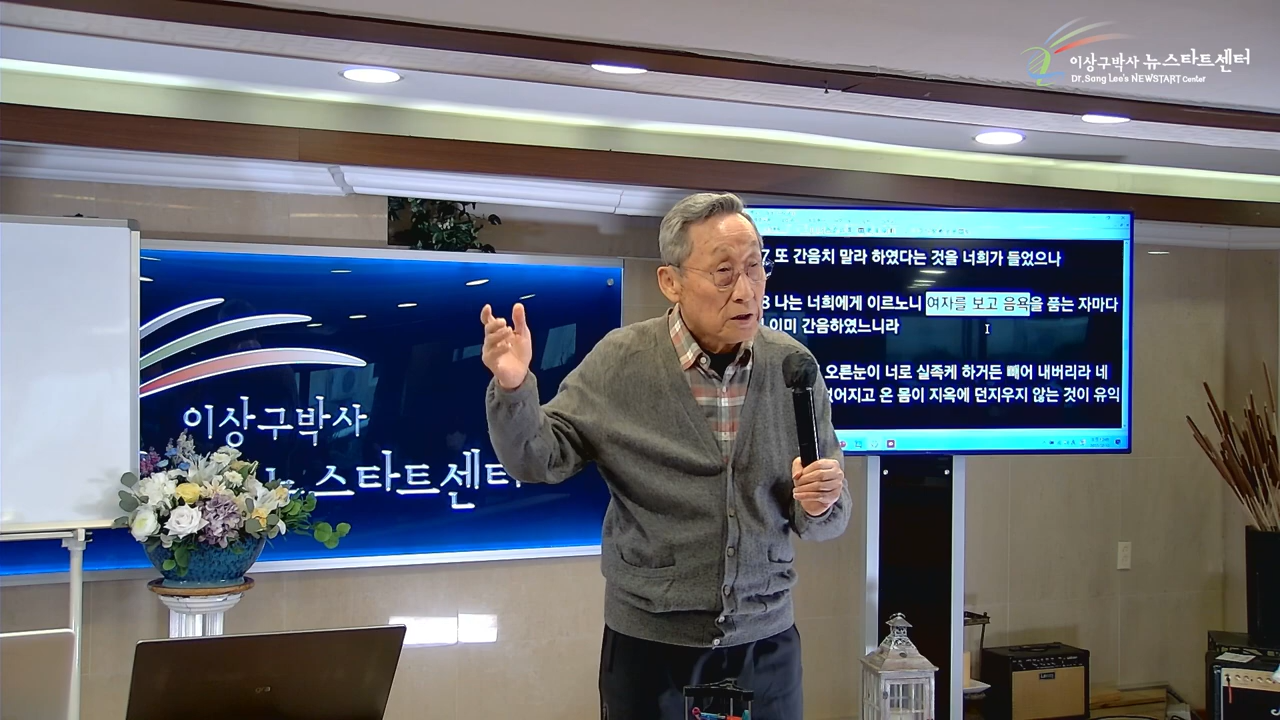 이상구박사 뉴스타트센터
Dr. Sang Lee's NEWSTART Center
7 또 간음치 말라 하였다는 것을 너희가 들었으나
나는 너희에게 이르노니 여자를 보고 음욕을 품는 자마다
이미 간음하였느니라
오른눈이 너로 실족케 하거든 빼어 내버리라 네
온 몸이 지옥에 던지우지 않는 것이 유익
이상구박사
스타트센터